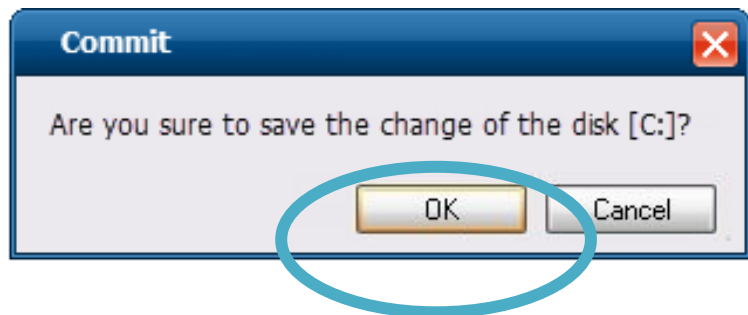 Commit
Are you sure to save the change of the disk [C:]?
OK Cancel